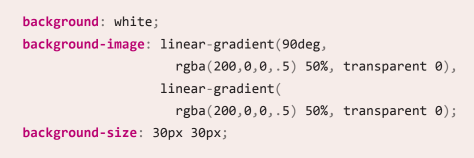 background: white;
background-image: linear-gradient(90deg,
rgba(200,0,0,.5) 50%, transparent 0),
linear-gradient(
rgba(200,0,0,.5) 50%, transparent 0);
background-size: 30px 30px;